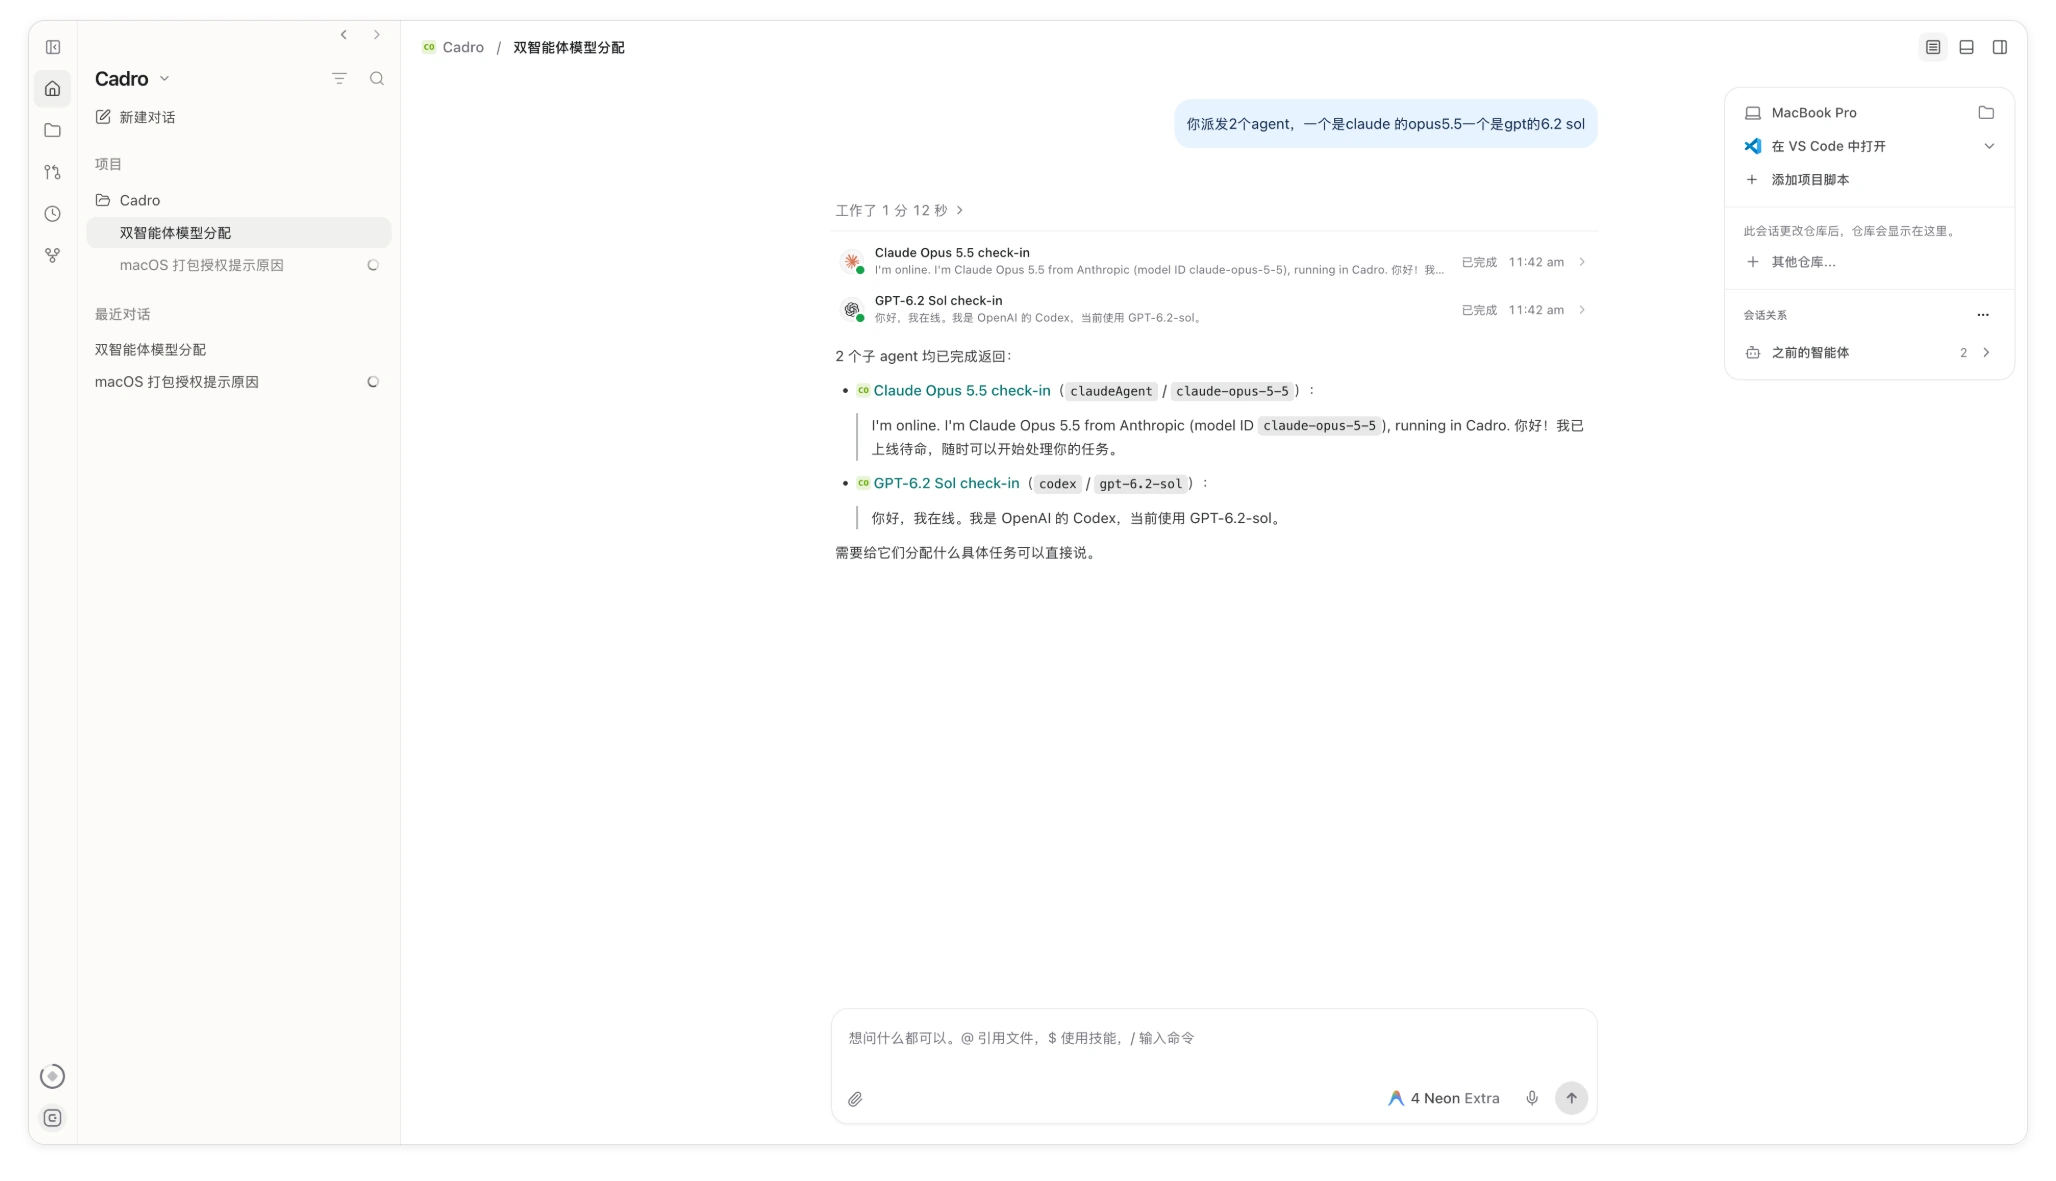 Cadro
新建对话
项目
Cadro
双智能体模型分配
macOS 打包授权提示原因
最近对话
双智能体模型分配
macOS 打包授权提示原因
co Cadro / 双智能体模型分配
你派发2个agent，一个是claude 的opus5.5一个是gpt的6.2 sol
工作了 1 分 12 秒
Claude Opus 5.5 check-in
I'm online. I'm Claude Opus 5.5 from Anthropic (model ID claude-opus-5-5), running in Cadro. 你好！我... 已完成 11:42 am
GPT-6.2 Sol check-in
你好，我在线。我是 OpenAI 的 Codex，当前使用 GPT-6.2-sol。 已完成 11:42 am
2 个子 agent 均已完成返回：
• co Claude Opus 5.5 check-in（claudeAgent / claude-opus-5-5）：
I'm online. I'm Claude Opus 5.5 from Anthropic (model ID claude-opus-5-5), running in Cadro. 你好！我已
上线待命，随时可以开始处理你的任务。
• co GPT-6.2 Sol check-in（codex / gpt-6.2-sol）：
你好，我在线。我是 OpenAI 的 Codex，当前使用 GPT-6.2-sol。
需要给它们分配什么具体任务可以直接说。
想问什么都可以。@ 引用文件，$ 使用技能，/ 输入命令
4 Neon Extra
MacBook Pro
在 VS Code 中打开
+ 添加项目脚本
此会话更改仓库后，仓库会显示在这里。
+ 其他仓库...
会话关系
之前的智能体 2